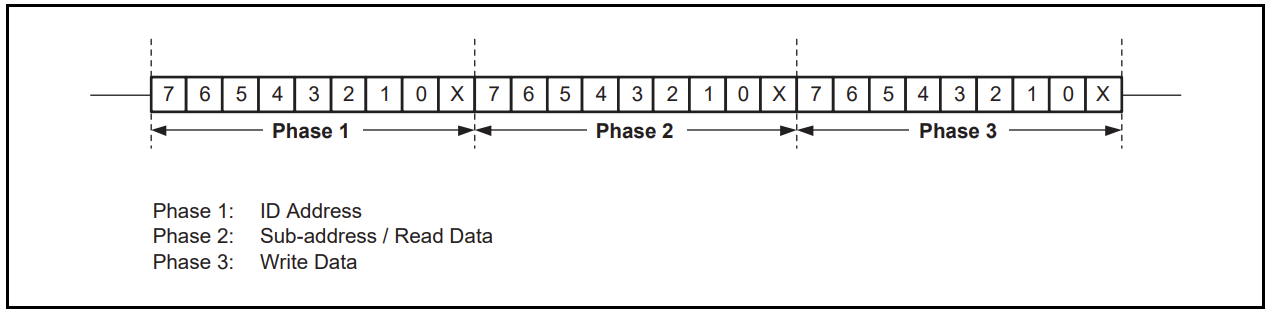 7 6 5 4 3 2 1 0 X 7 6 5 4 3 2 1 0 X 7 6 5 4 3 2 1 0 X
Phase 1 Phase 2 Phase 3
Phase 1: ID Address
Phase 2: Sub-address / Read Data
Phase 3: Write Data